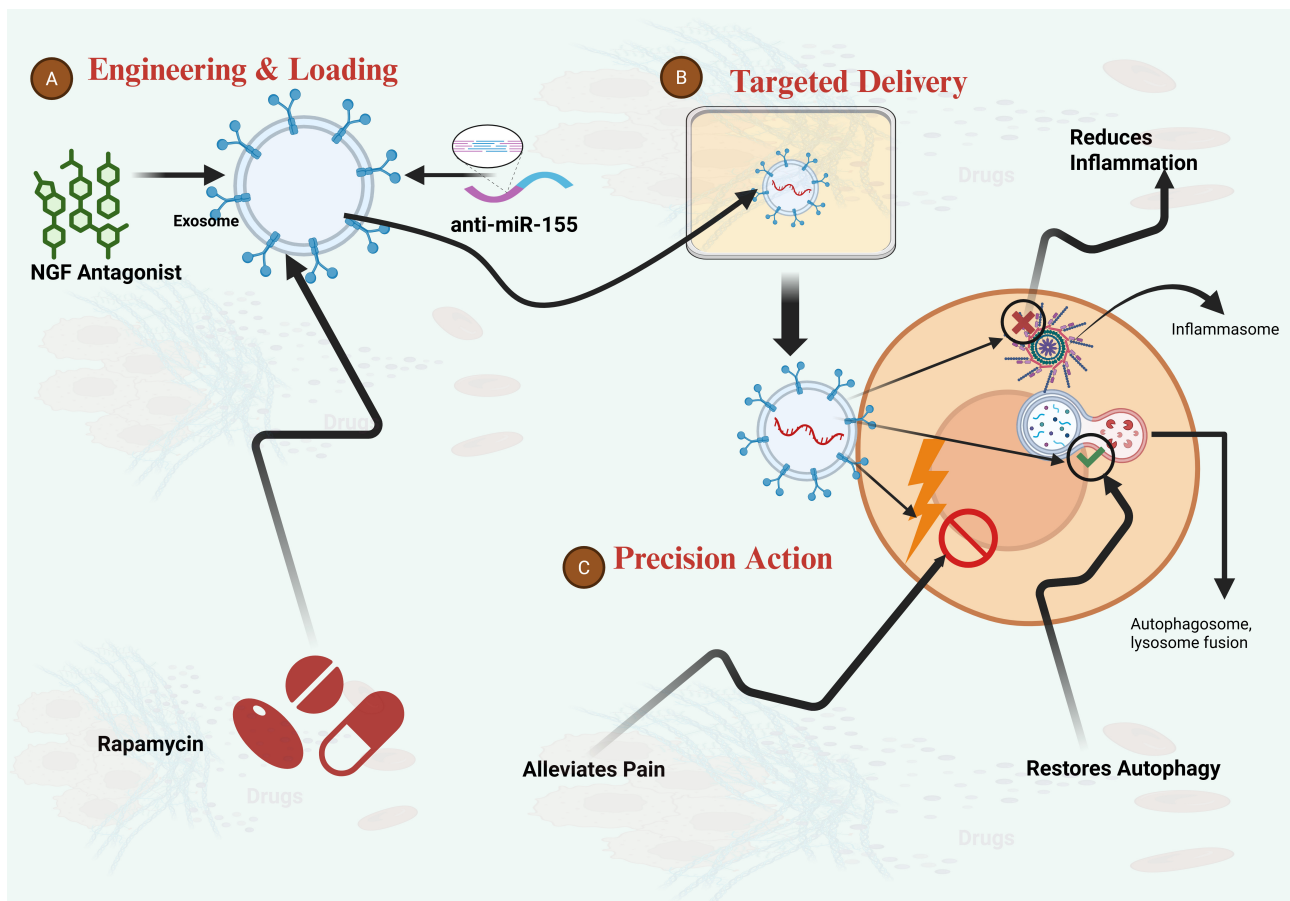 A
Engineering & Loading
Exosome
NGF Antagonist
anti-miR-155
Rapamycin
B
Targeted Delivery
Reduces
Inflammation
Inflammasome
C
Precision Action
Autophagosome,
lysosome fusion
Alleviates Pain
Restores Autophagy
Drugs
Drugs
Drugs
Drugs